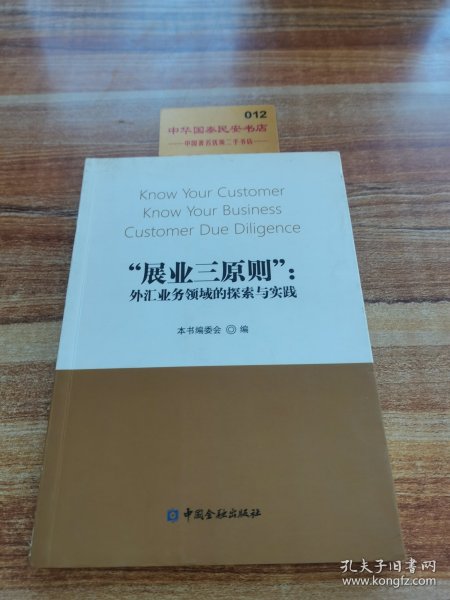 012
中华国泰民安书店
中国著名优质二手书店
Know Your Customer
Know Your Business
Customer Due Diligence
“展业三原则”：
外汇业务领域的探索与实践
本书编委会 ◎ 编
中国金融出版社
孔夫子旧书网
www.kongfz.com